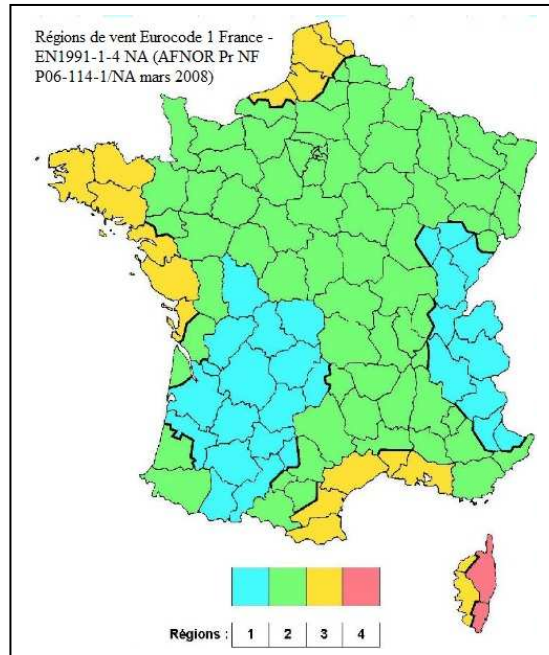 Régions de vent Eurocode 1 France -
EN1991-1-4 NA (AFNOR Pr NF
P06-114-1/NA mars 2008)
Régions : 1 2 3 4